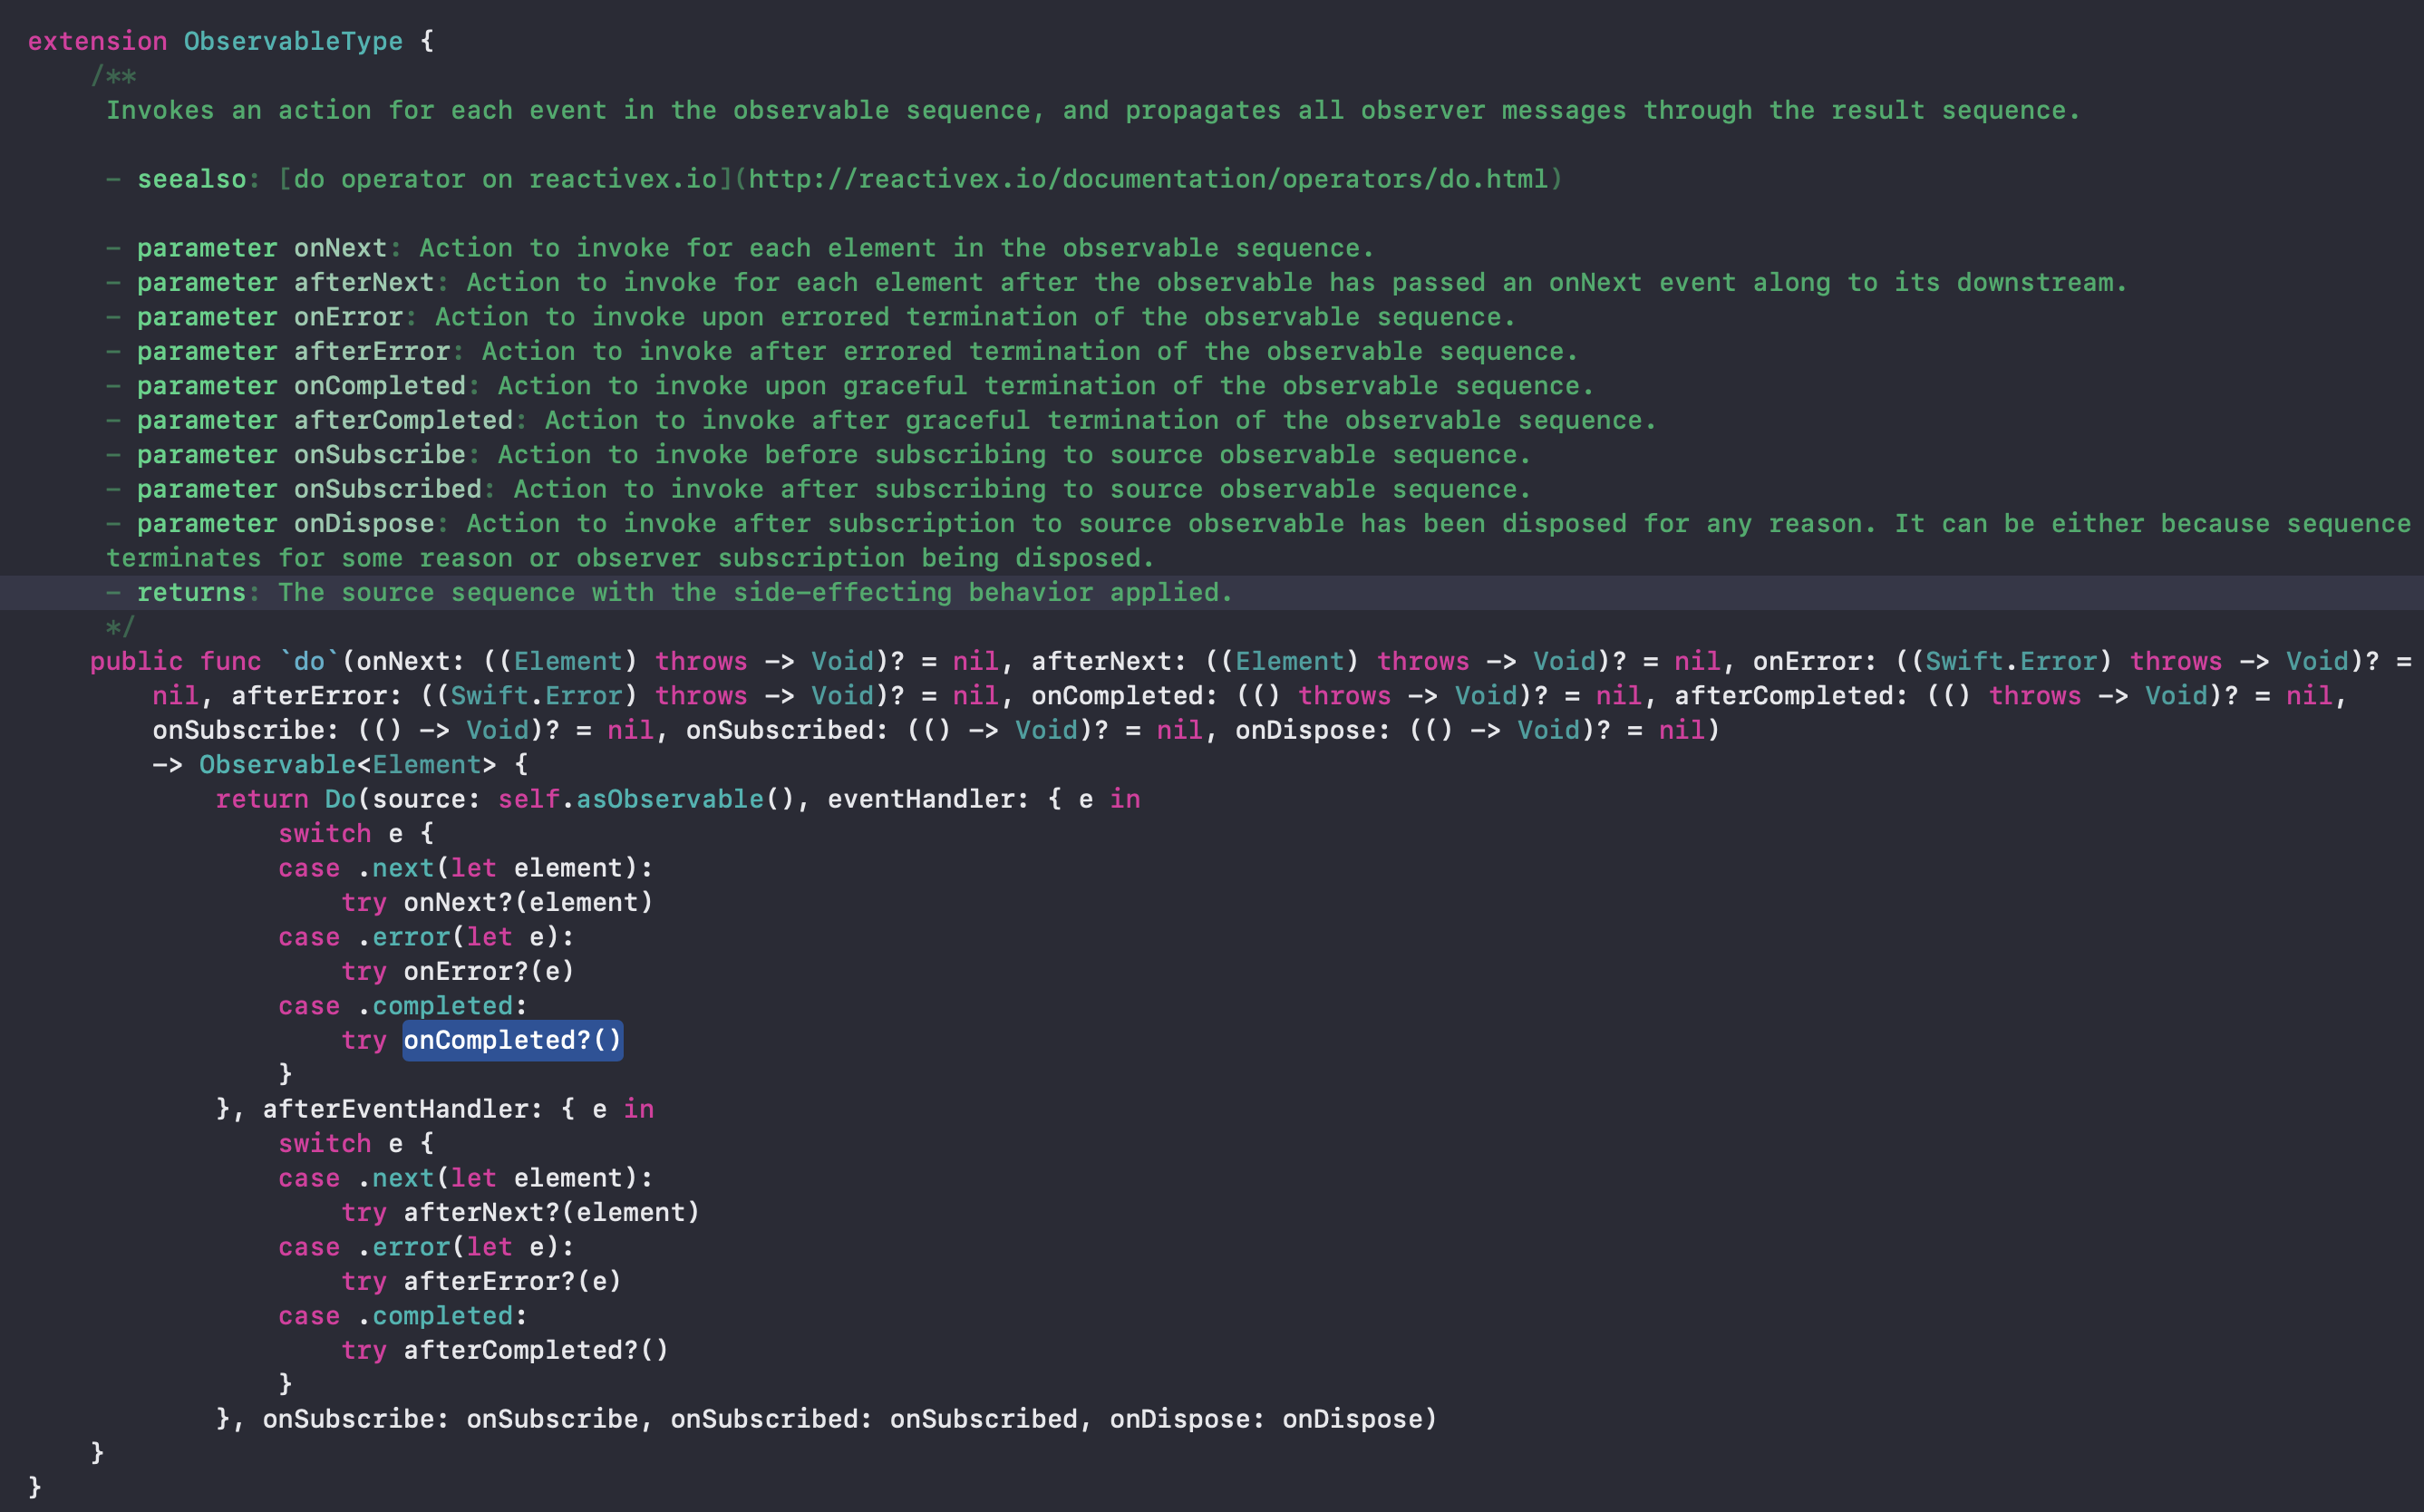 extension ObservableType {
    /**
     Invokes an action for each event in the observable sequence, and propagates all observer messages through the result sequence.

     - seealso: [do operator on reactivex.io](http://reactivex.io/documentation/operators/do.html)

     - parameter onNext: Action to invoke for each element in the observable sequence.
     - parameter afterNext: Action to invoke for each element after the observable has passed an onNext event along to its downstream.
     - parameter onError: Action to invoke upon errored termination of the observable sequence.
     - parameter afterError: Action to invoke after errored termination of the observable sequence.
     - parameter onCompleted: Action to invoke upon graceful termination of the observable sequence.
     - parameter afterCompleted: Action to invoke after graceful termination of the observable sequence.
     - parameter onSubscribe: Action to invoke before subscribing to source observable sequence.
     - parameter onSubscribed: Action to invoke after subscribing to source observable sequence.
     - parameter onDispose: Action to invoke after subscription to source observable has been disposed for any reason. It can be either because sequence
     terminates for some reason or observer subscription being disposed.
     - returns: The source sequence with the side-effecting behavior applied.
     */
    public func `do`(onNext: ((Element) throws -> Void)? = nil, afterNext: ((Element) throws -> Void)? = nil, onError: ((Swift.Error) throws -> Void)? =
        nil, afterError: ((Swift.Error) throws -> Void)? = nil, onCompleted: (() throws -> Void)? = nil, afterCompleted: (() throws -> Void)? = nil,
        onSubscribe: (() -> Void)? = nil, onSubscribed: (() -> Void)? = nil, onDispose: (() -> Void)? = nil)
        -> Observable<Element> {
            return Do(source: self.asObservable(), eventHandler: { e in
                switch e {
                case .next(let element):
                    try onNext?(element)
                case .error(let e):
                    try onError?(e)
                case .completed:
                    try onCompleted?()
                }
            }, afterEventHandler: { e in
                switch e {
                case .next(let element):
                    try afterNext?(element)
                case .error(let e):
                    try afterError?(e)
                case .completed:
                    try afterCompleted?()
                }
            }, onSubscribe: onSubscribe, onSubscribed: onSubscribed, onDispose: onDispose)
    }
}